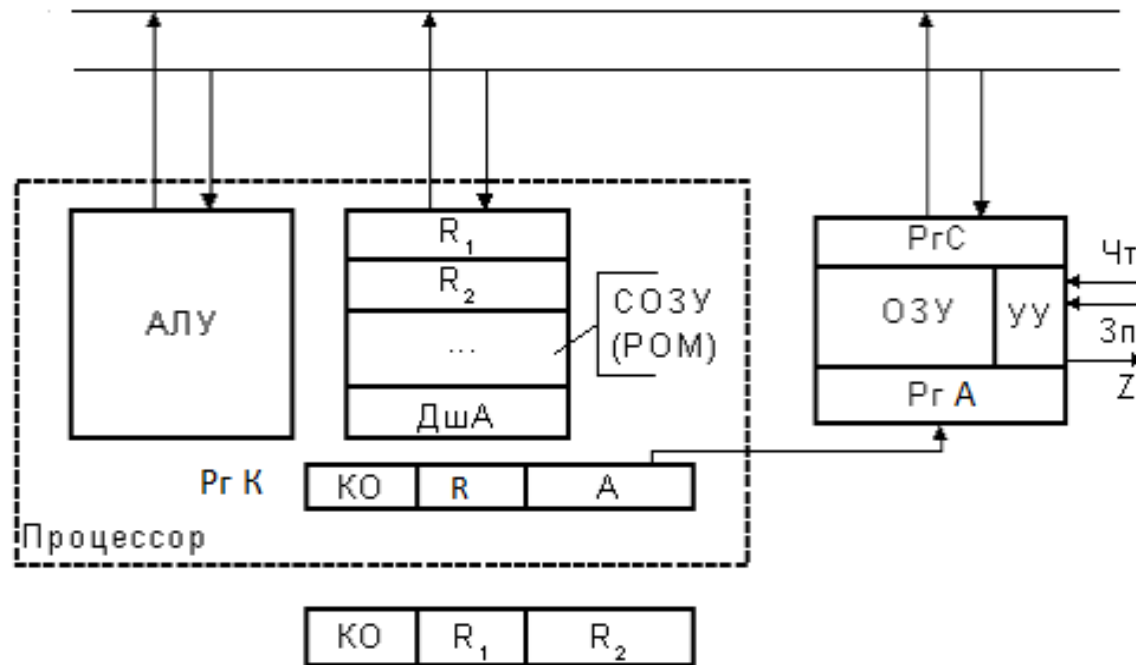 R₁
R₂
...
ДшА
АЛУ
СОЗУ
(РОМ)
РгС
ОЗУ
УУ
Рг А
Чт
Зп
Z
Рг К
КО R А
Процессор
КО R₁ R₂